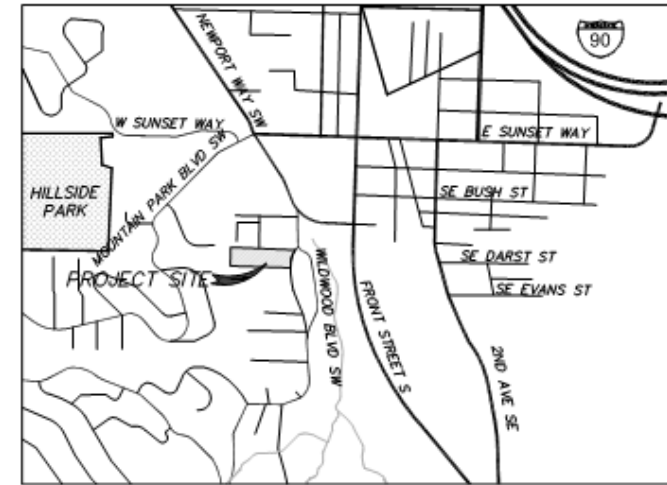 90
NEWPORT WAY SW
W SUNSET WAY
E SUNSET WAY
MOUNTAIN PARK BLVD SW
HILLSIDE
PARK
SE BUSH ST
PROJECT SITE
WILDWOOD BLVD SW
FRONT STREET S
SE DARST ST
SE EVANS ST
2ND AVE SE